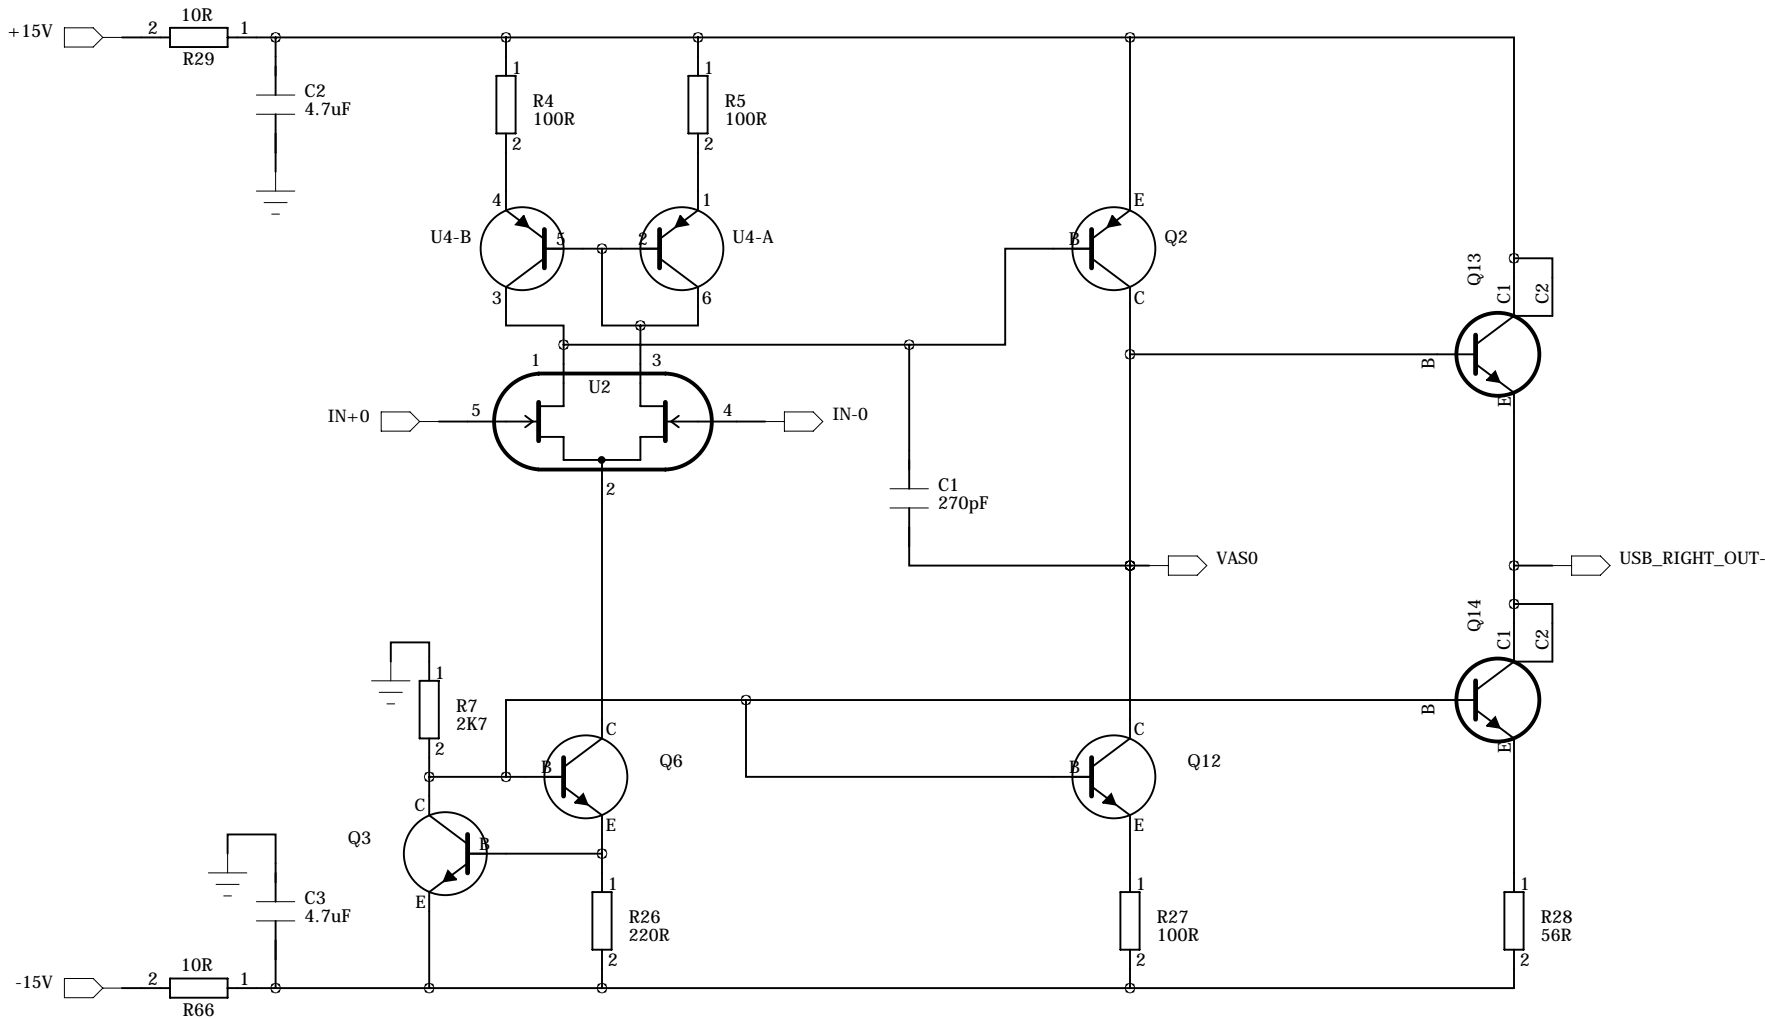 10R
+15V
2
1
R29
C2
4.7uF
1
R4
100R
2
1
R5
100R
2
4
U4-B
5
3
1
2
U4-A
6
E
B
Q2
C
Q13
C1
C2
B
E
1
3
U2
IN+0
5
4
IN-0
2
C1
270pF
VAS0
USB_RIGHT_OUT-
Q14
C1
C2
B
E
1
R7
2K7
2
C
B
Q6
E
C
B
Q12
E
C
Q3
B
E
C3
4.7uF
1
R26
220R
2
1
R27
100R
2
1
R28
56R
2
10R
-15V
2
1
R66